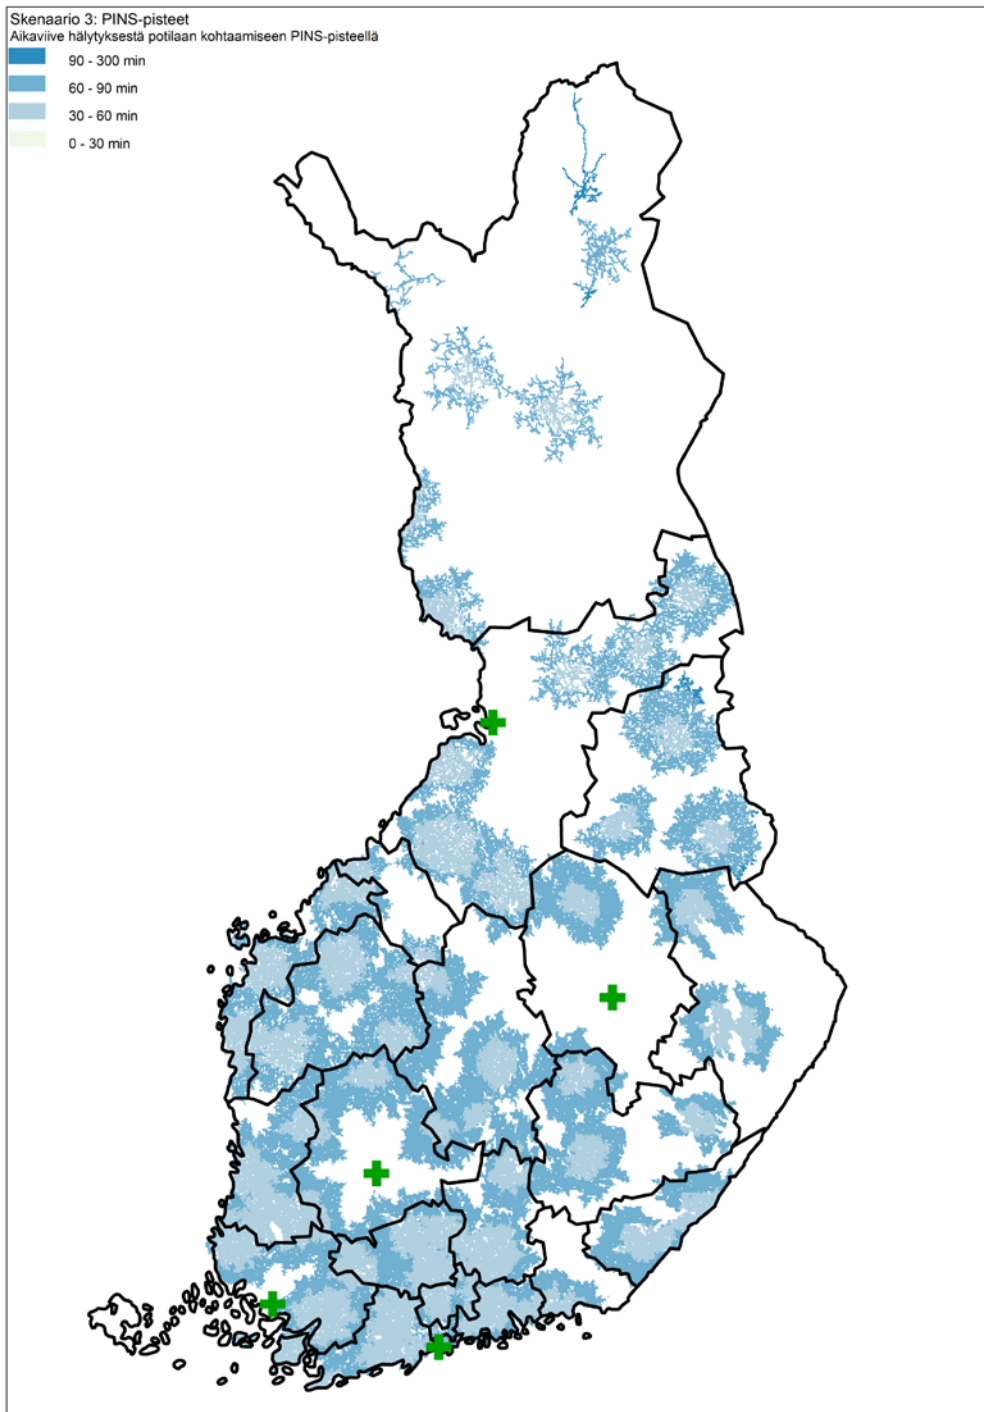 Skenaario 3: PINS-pisteet
Aikaviive hälytyksestä potilaan kohtaamiseen PINS-pisteellä
90 - 300 min
60 - 90 min
30 - 60 min
0 - 30 min